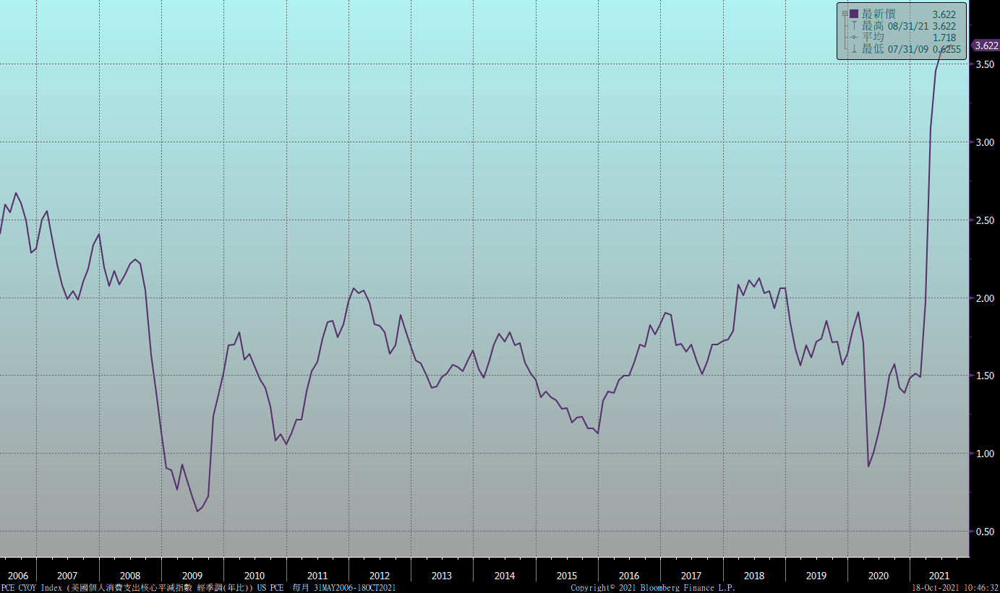 最新價 3.622
最高 08/31/21 3.622
平均 1.718
最低 07/31/09 0.6255
3.622
3.50
3.00
2.50
2.00
1.50
1.00
0.50
2006 2007 2008 2009 2010 2011 2012 2013 2014 2015 2016 2017 2018 2019 2020 2021
PCE CYOY Index (美國個人消費支出核心平減指數 經季調(年比)) US PCE 每月 31MAY2006-18OCT2021 Copyright© 2021 Bloomberg Finance L.P. 18-Oct-2021 10:46:32